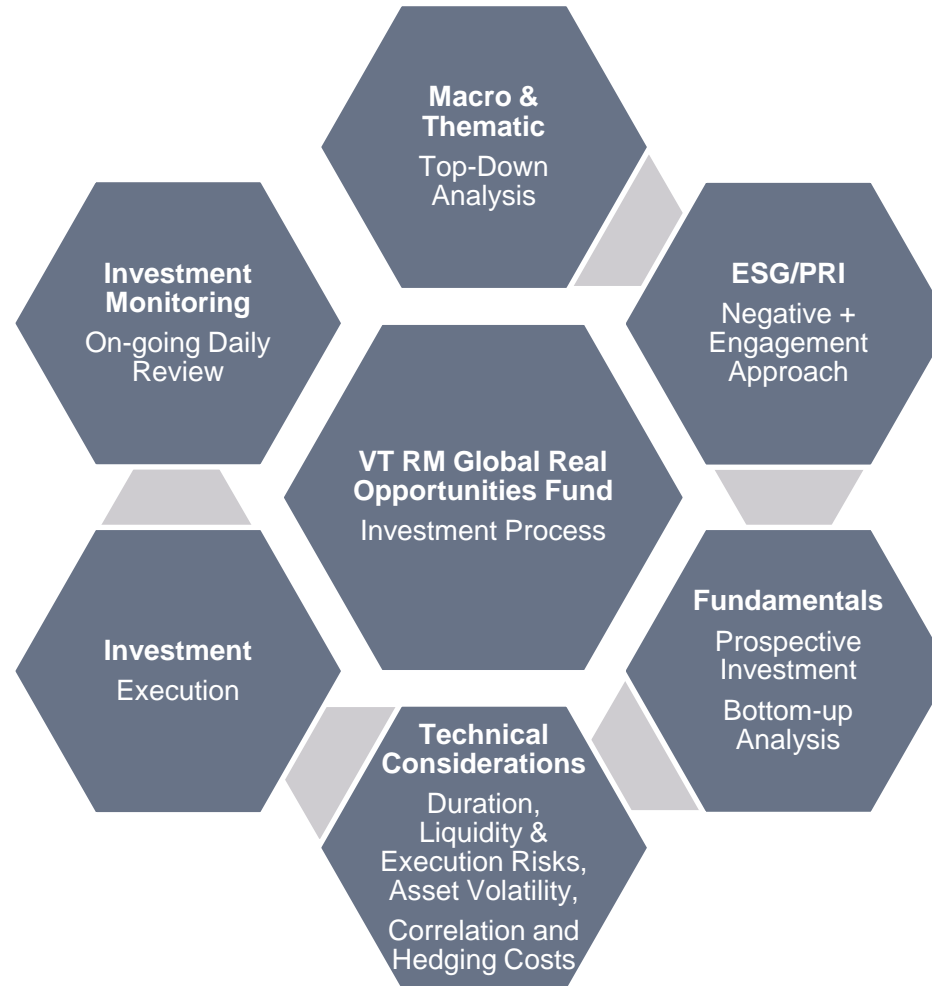 Macro &
Thematic
Top-Down
Analysis
ESG/PRI
Negative +
Engagement
Approach
Fundamentals
Prospective
Investment
Bottom-up
Analysis
Technical
Considerations
Duration,
Liquidity &
Execution Risks,
Asset Volatility,
Correlation and
Hedging Costs
Investment
Execution
Investment
Monitoring
On-going Daily
Review
VT RM Global Real
Opportunities Fund
Investment Process